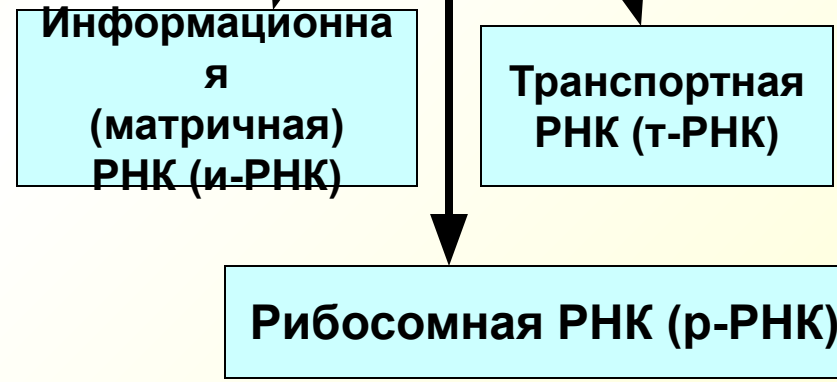 Информационна
я
(матричная)
РНК (и-РНК)
Транспортная
РНК (т-РНК)
Рибосомная РНК (р-РНК)